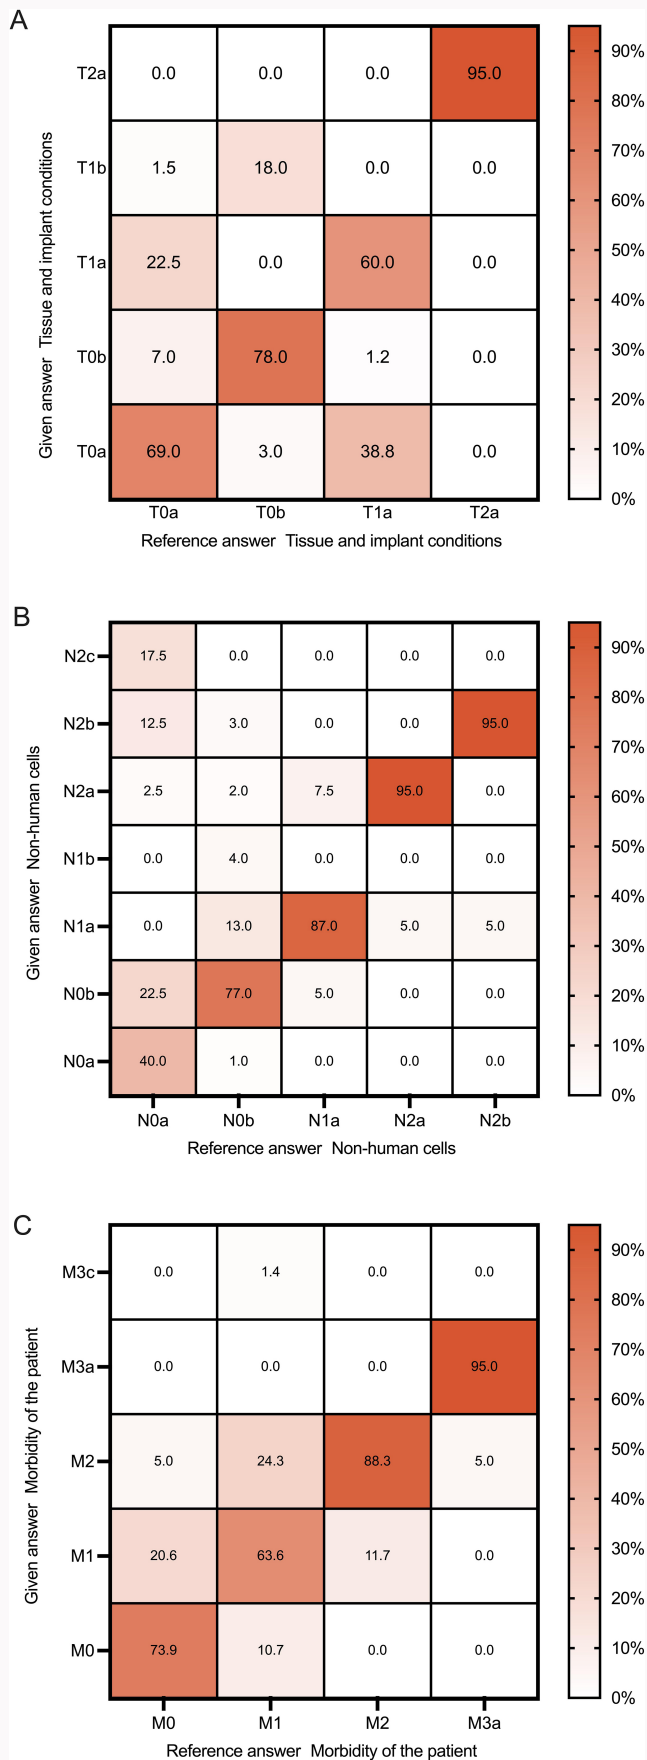 A
T2a 0.0 0.0 0.0 95.0
T1b 1.5 18.0 0.0 0.0
T1a 22.5 0.0 60.0 0.0
T0b 7.0 78.0 1.2 0.0
T0a 69.0 3.0 38.8 0.0
T0a T0b T1a T2a
Reference answer Tissue and implant conditions
Given answer Tissue and implant conditions
90%
80%
70%
60%
50%
40%
30%
20%
10%
0%
B
N2c 17.5 0.0 0.0 0.0 0.0
N2b 12.5 3.0 0.0 0.0 95.0
N2a 2.5 2.0 7.5 95.0 0.0
N1b 0.0 4.0 0.0 0.0 0.0
N1a 0.0 13.0 87.0 5.0 5.0
N0b 22.5 77.0 5.0 0.0 0.0
N0a 40.0 1.0 0.0 0.0 0.0
N0a N0b N1a N2a N2b
Reference answer Non-human cells
Given answer Non-human cells
90%
80%
70%
60%
50%
40%
30%
20%
10%
0%
C
M3c 0.0 1.4 0.0 0.0
M3a 0.0 0.0 0.0 95.0
M2 5.0 24.3 88.3 5.0
M1 20.6 63.6 11.7 0.0
M0 73.9 10.7 0.0 0.0
M0 M1 M2 M3a
Reference answer Morbidity of the patient
Given answer Morbidity of the patient
90%
80%
70%
60%
50%
40%
30%
20%
10%
0%